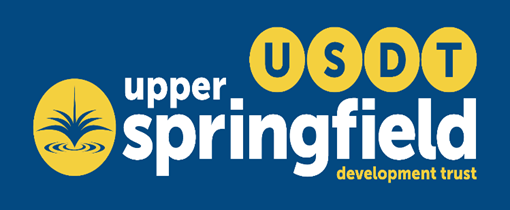 USDT
upper
springfield
development trust